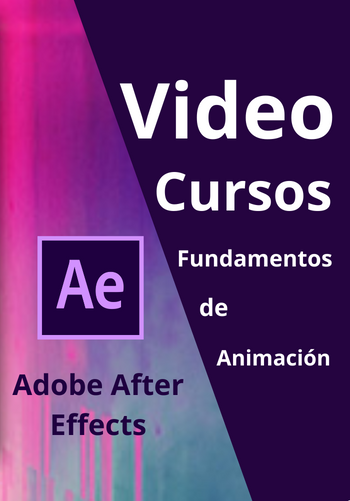 Video
Cursos
Fundamentos
de
Animación
Ae
Adobe After
Effects